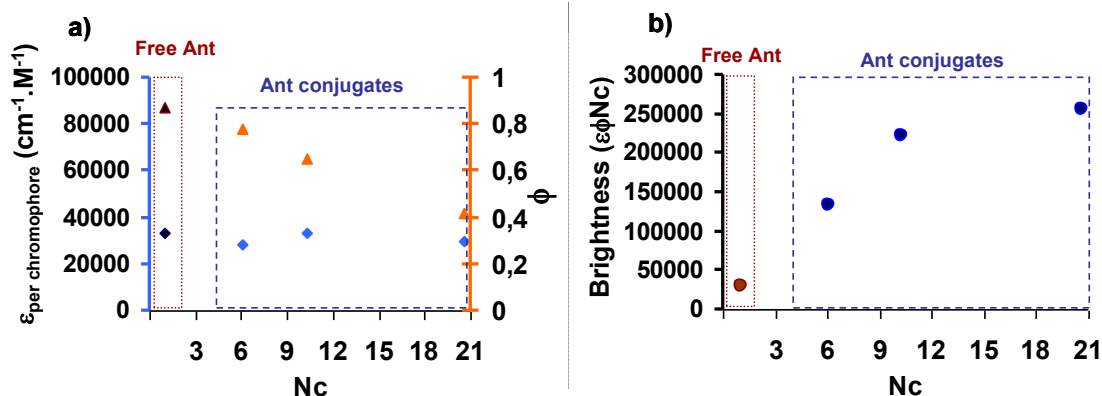 a)
Free Ant
Ant conjugates
100000
80000
60000
40000
20000
0
ε per chromophore (cm-1.M-1)
1
0,8
0,6
0,4
0,2
0
ϕ
3 6 9 12 15 18 21
Nc
b)
Free Ant
Ant conjugates
300000
250000
200000
150000
100000
50000
0
Brightness (εϕNc)
3 6 9 12 15 18 21
Nc